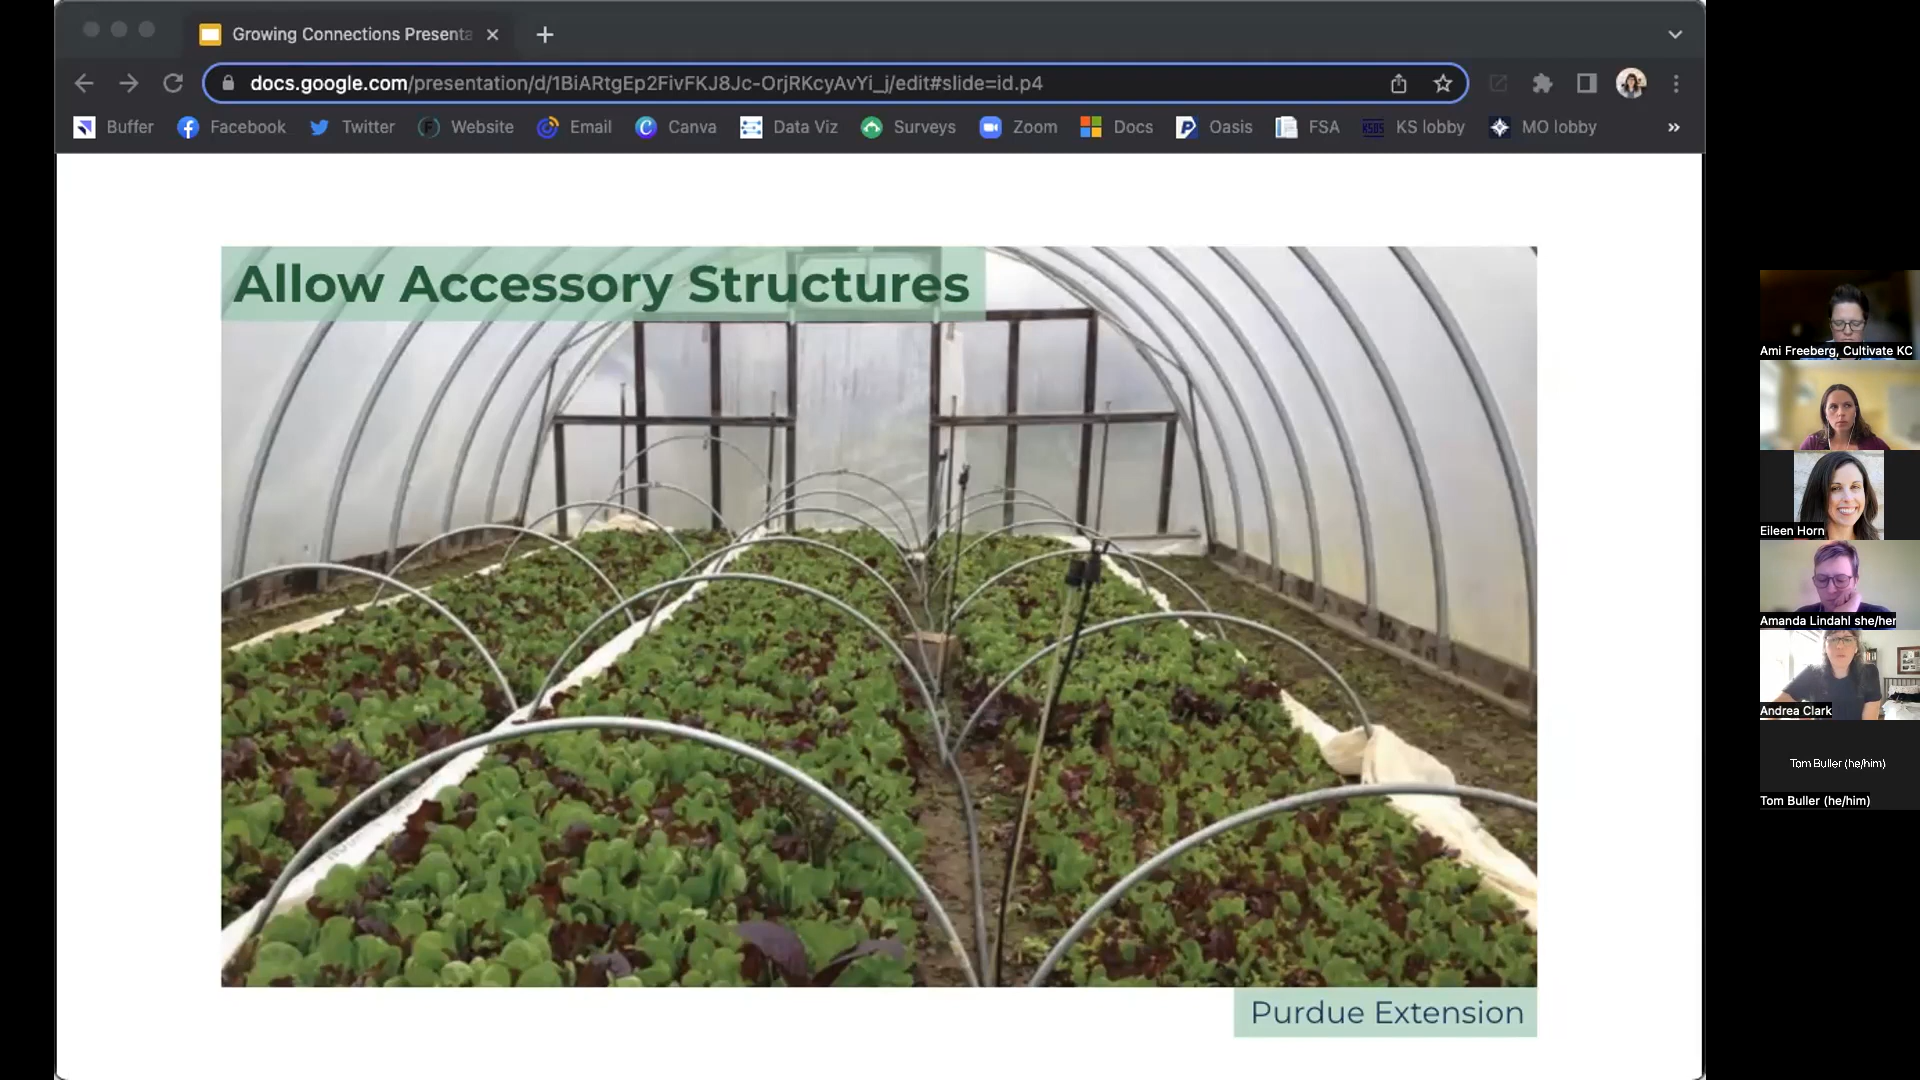 Growing Connections Presenta
docs.google.com/presentation/d/1BiARtgEp2FivFKJ8Jc-OrjRKcyAvYi_j/edit#slide=id.p4
Buffer Facebook Twitter Website Email Canva Data Viz Surveys Zoom Docs Oasis FSA KSOS KS lobby MO lobby »
Allow Accessory Structures
Purdue Extension
Ami Freeberg, Cultivate KC
Eileen Horn
Amanda Lindahl she/her
Andrea Clark
Tom Buller (he/him)
Tom Buller (he/him)